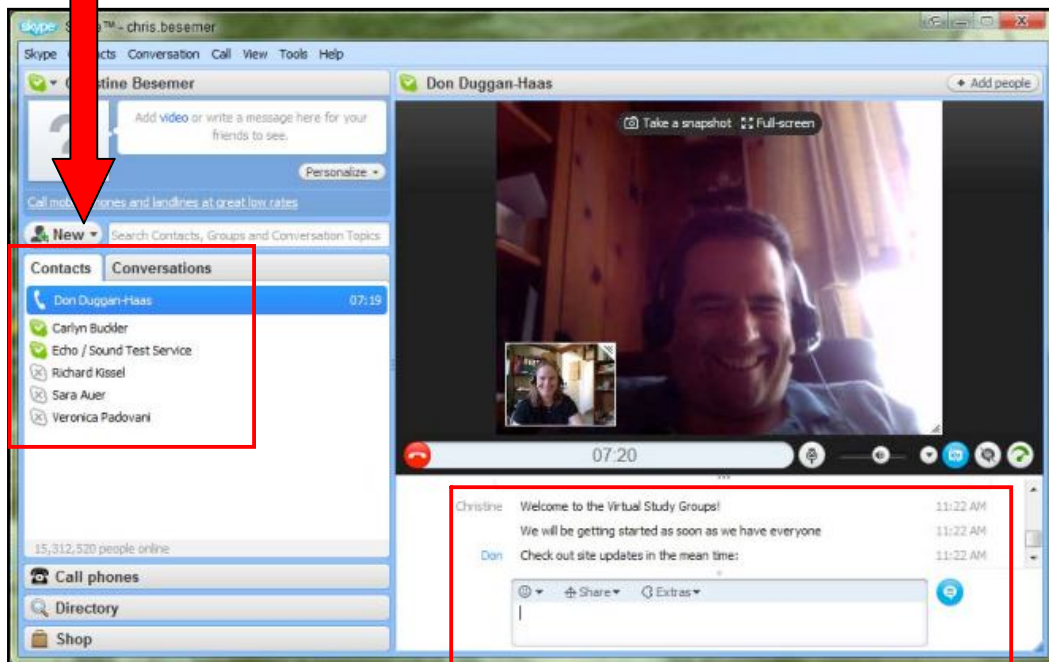 skype S ™ - chris.besemer
Skype C cts Conversation Call View Tools Help
C tine Besemer
Add video or write a message here for your
friends to see.
Personalize
Call mob ones and landlines at great low rates
New
Search Contacts, Groups and Conversation Topics
Contacts Conversations
Don Duggan-Haas 07:19
Carlyn Buckler
Echo / Sound Test Service
Richard Kissel
Sara Auer
Veronica Padovani
15,312,520 people online
Call phones
Directory
Shop
Don Duggan-Haas
+ Add people
Take a snapshot Full-screen
07:20
Christine Welcome to the Virtual Study Groups! 11:22 AM
We will be getting started as soon as we have everyone 11:22 AM
Don Check out site updates in the mean time: 11:22 AM
Share Extras